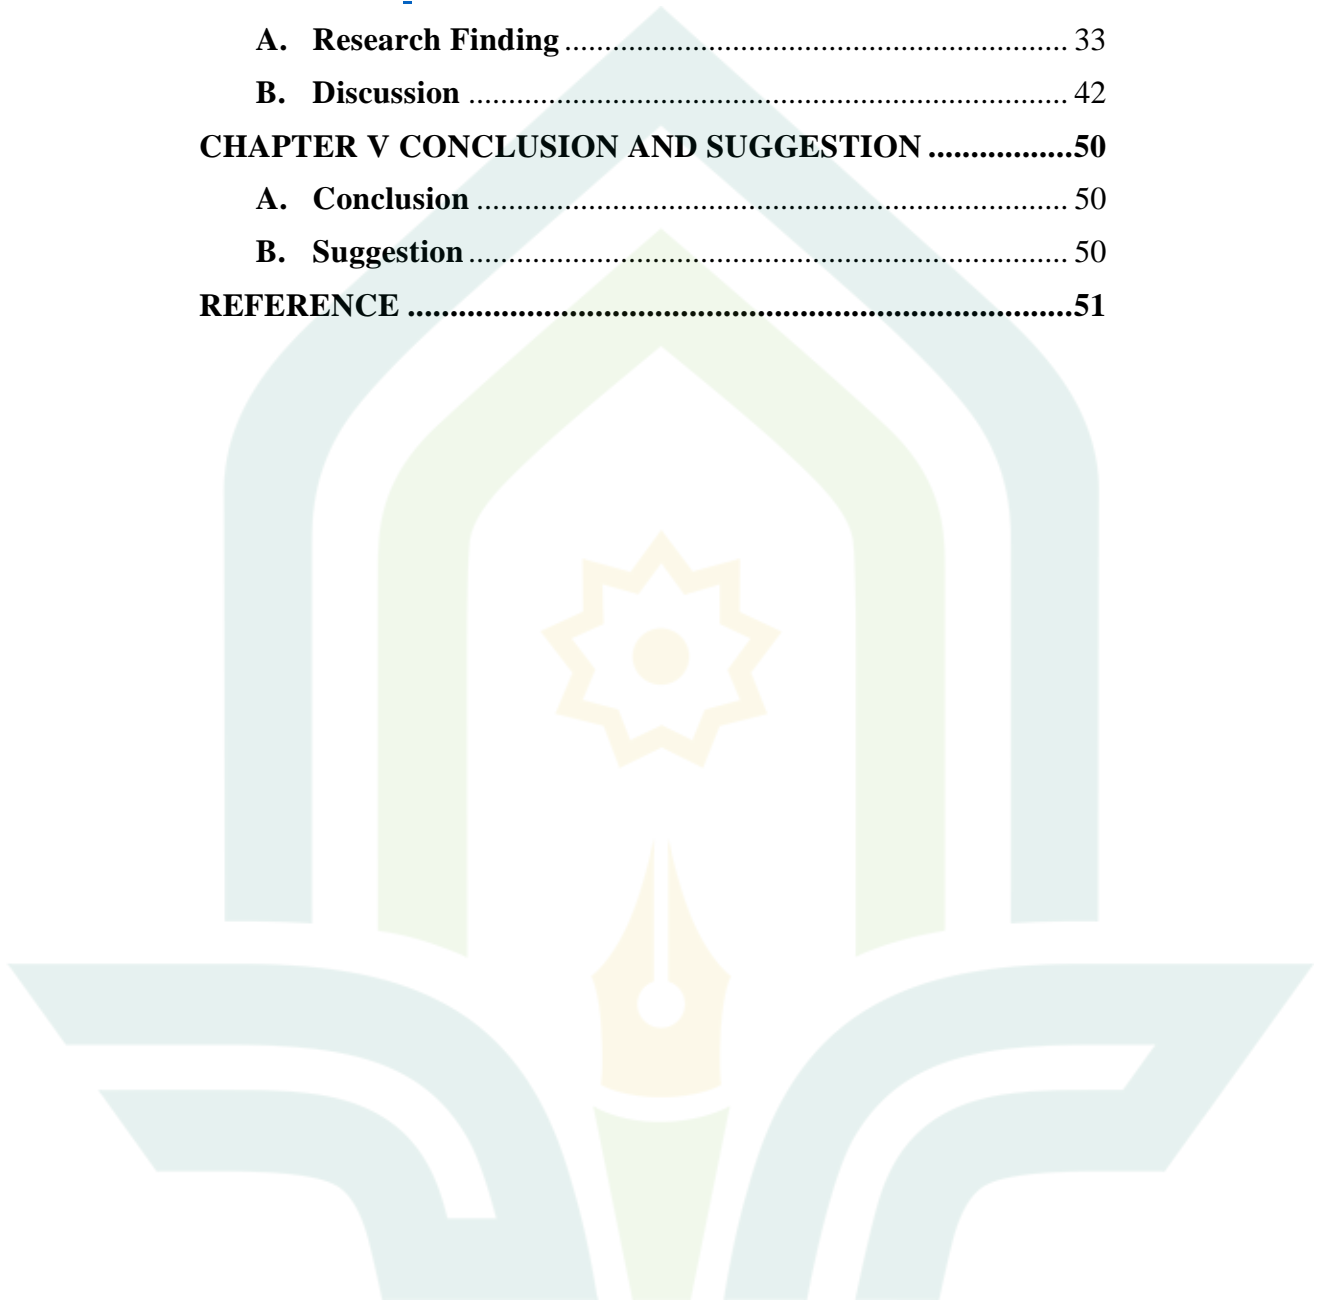 A. Research Finding ............................................................... 33
B. Discussion ........................................................................... 42
CHAPTER V CONCLUSION AND SUGGESTION ..................50
A. Conclusion .......................................................................... 50
B. Suggestion ........................................................................... 50
REFERENCE ...................................................................................51